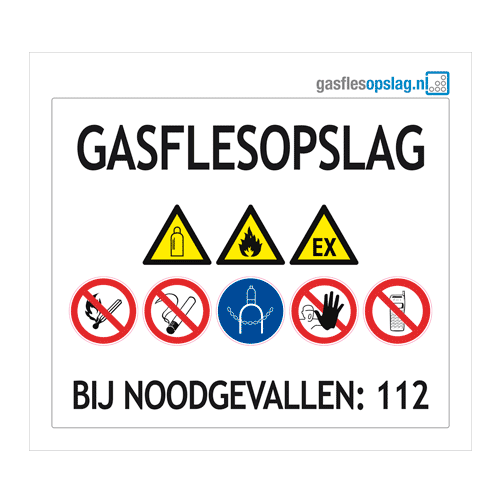 gasflesopslag.nl
GASFLESOPSLAG
EX
BIJ NOODGEVALLEN: 112